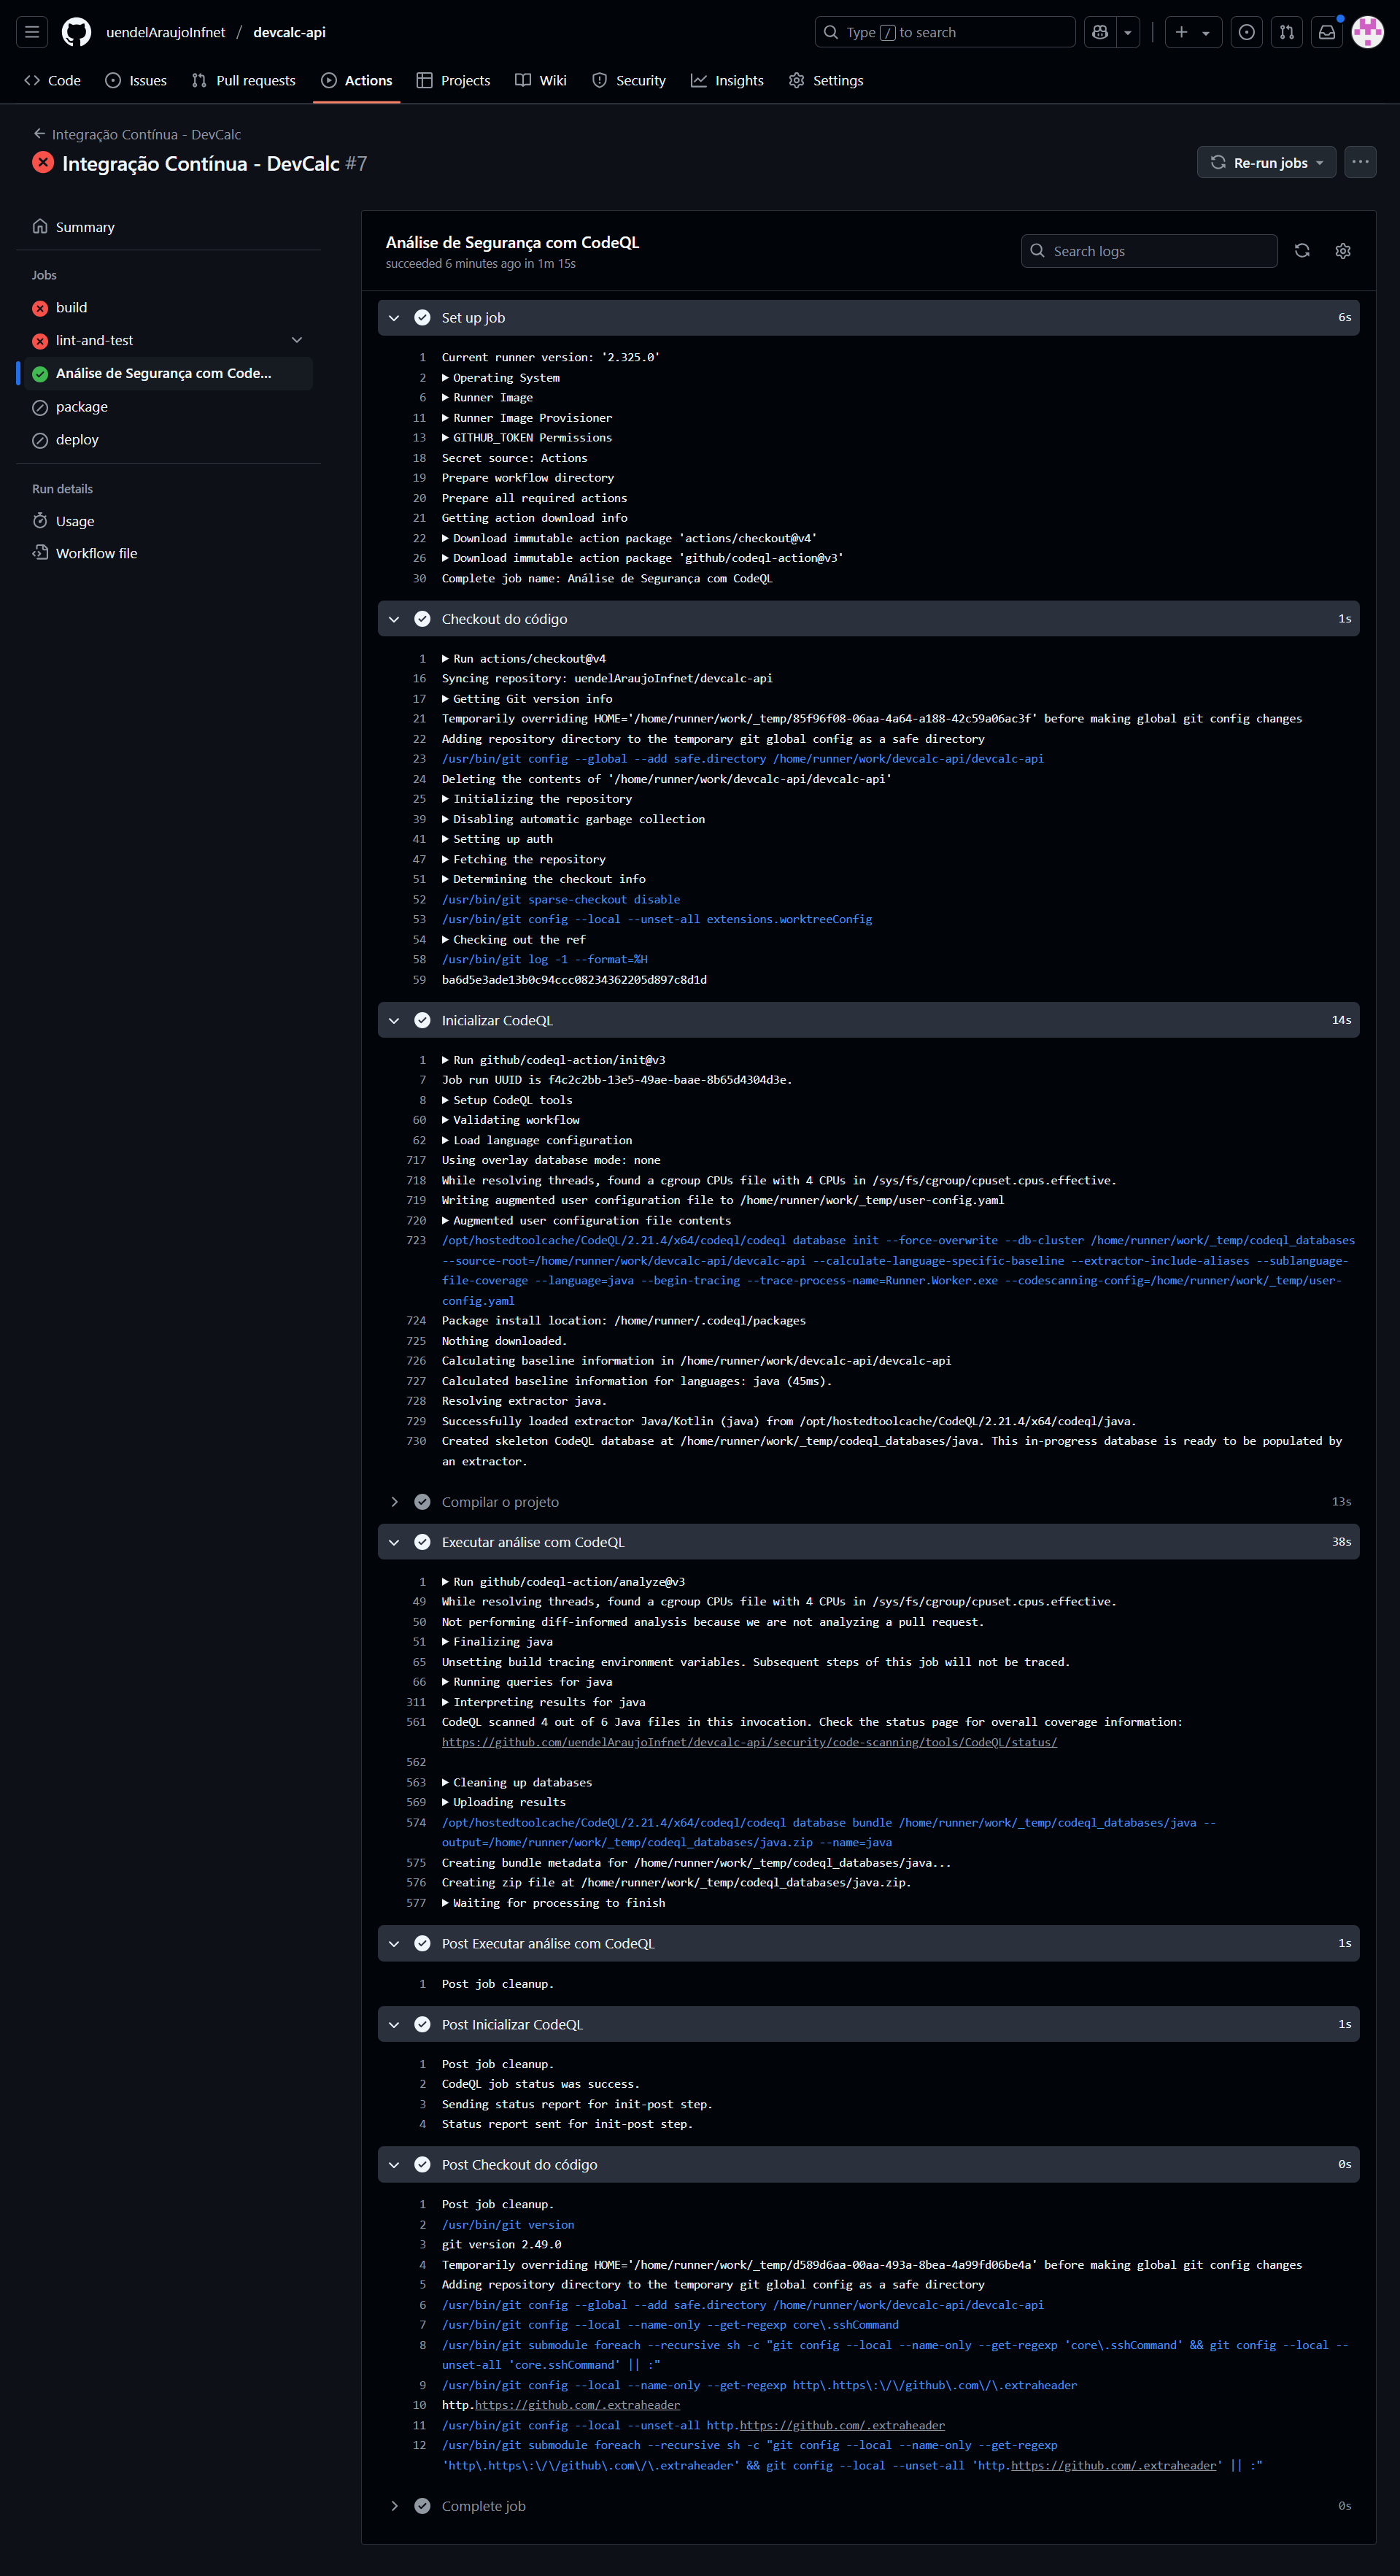 uendelAraujoInfnet / devcalc-api
Type / to search
Code
Issues
Pull requests
Actions
Projects
Wiki
Security
Insights
Settings
Integração Contínua - DevCalc
Integração Contínua - DevCalc #7
Re-run jobs
Summary
Jobs
build
lint-and-test
Análise de Segurança com Code...
package
deploy
Run details
Usage
Workflow file
Análise de Segurança com CodeQL
succeeded 6 minutes ago in 1m 15s
Search logs
Set up job 6s
1 Current runner version: '2.325.0'
2 Operating System
6 Runner Image
11 Runner Image Provisioner
13 GITHUB_TOKEN Permissions
18 Secret source: Actions
19 Prepare workflow directory
20 Prepare all required actions
21 Getting action download info
22 Download immutable action package 'actions/checkout@v4'
26 Download immutable action package 'github/codeql-action@v3'
30 Complete job name: Análise de Segurança com CodeQL
Checkout do código 1s
1 Run actions/checkout@v4
16 Syncing repository: uendelAraujoInfnet/devcalc-api
17 Getting Git version info
21 Temporarily overriding HOME='/home/runner/work/_temp/85f96f08-06aa-4a64-a188-42c59a06ac3f' before making global git config changes
22 Adding repository directory to the temporary git global config as a safe directory
23 /usr/bin/git config --global --add safe.directory /home/runner/work/devcalc-api/devcalc-api
24 Deleting the contents of '/home/runner/work/devcalc-api/devcalc-api'
25 Initializing the repository
39 Disabling automatic garbage collection
41 Setting up auth
47 Fetching the repository
51 Determining the checkout info
52 /usr/bin/git sparse-checkout disable
53 /usr/bin/git config --local --unset-all extensions.worktreeConfig
54 Checking out the ref
58 /usr/bin/git log -1 --format=%H
59 ba6d5e3ade13b0c94ccc08234362205d897c8d1d
Inicializar CodeQL 14s
1 Run github/codeql-action/init@v3
7 Job run UUID is f4c2c2bb-13e5-49ae-baae-8b65d4304d3e.
8 Setup CodeQL tools
60 Validating workflow
62 Load language configuration
717 Using overlay database mode: none
718 While resolving threads, found a cgroup CPUs file with 4 CPUs in /sys/fs/cgroup/cpuset.cpus.effective.
719 Writing augmented user configuration file to /home/runner/work/_temp/user-config.yaml
720 Augmented user configuration file contents
723 /opt/hostedtoolcache/CodeQL/2.21.4/x64/codeql/codeql database init --force-overwrite --db-cluster /home/runner/work/_temp/codeql_databases
--source-root=/home/runner/work/devcalc-api/devcalc-api --calculate-language-specific-baseline --extractor-include-aliases --sublanguage-
file-coverage --language=java --begin-tracing --trace-process-name=Runner.Worker.exe --codescanning-config=/home/runner/work/_temp/user-
config.yaml
724 Package install location: /home/runner/.codeql/packages
725 Nothing downloaded.
726 Calculating baseline information in /home/runner/work/devcalc-api/devcalc-api
727 Calculated baseline information for languages: java (45ms).
728 Resolving extractor java.
729 Successfully loaded extractor Java/Kotlin (java) from /opt/hostedtoolcache/CodeQL/2.21.4/x64/codeql/java.
730 Created skeleton CodeQL database at /home/runner/work/_temp/codeql_databases/java. This in-progress database is ready to be populated by
an extractor.
Compilar o projeto 13s
Executar análise com CodeQL 38s
1 Run github/codeql-action/analyze@v3
49 While resolving threads, found a cgroup CPUs file with 4 CPUs in /sys/fs/cgroup/cpuset.cpus.effective.
50 Not performing diff-informed analysis because we are not analyzing a pull request.
51 Finalizing java
65 Unsetting build tracing environment variables. Subsequent steps of this job will not be traced.
66 Running queries for java
311 Interpreting results for java
561 CodeQL scanned 4 out of 6 Java files in this invocation. Check the status page for overall coverage information:
https://github.com/uendelAraujoInfnet/devcalc-api/security/code-scanning/tools/CodeQL/status/
562
563 Cleaning up databases
569 Uploading results
574 /opt/hostedtoolcache/CodeQL/2.21.4/x64/codeql/codeql database bundle /home/runner/work/_temp/codeql_databases/java --
output=/home/runner/work/_temp/codeql_databases/java.zip --name=java
575 Creating bundle metadata for /home/runner/work/_temp/codeql_databases/java...
576 Creating zip file at /home/runner/work/_temp/codeql_databases/java.zip.
577 Waiting for processing to finish
Post Executar análise com CodeQL 1s
1 Post job cleanup.
Post Inicializar CodeQL 1s
1 Post job cleanup.
2 CodeQL job status was success.
3 Sending status report for init-post step.
4 Status report sent for init-post step.
Post Checkout do código 0s
1 Post job cleanup.
2 /usr/bin/git version
3 git version 2.49.0
4 Temporarily overriding HOME='/home/runner/work/_temp/d589d6aa-00aa-493a-8bea-4a99fd06be4a' before making global git config changes
5 Adding repository directory to the temporary git global config as a safe directory
6 /usr/bin/git config --global --add safe.directory /home/runner/work/devcalc-api/devcalc-api
7 /usr/bin/git config --local --name-only --get-regexp core\.sshCommand
8 /usr/bin/git submodule foreach --recursive sh -c "git config --local --name-only --get-regexp 'core\.sshCommand' && git config --local --
unset-all 'core.sshCommand' || :"
9 /usr/bin/git config --local --name-only --get-regexp http\.https\:\/\/github\.com\/\.extraheader
10 http.https://github.com/.extraheader
11 /usr/bin/git config --local --unset-all http.https://github.com/.extraheader
12 /usr/bin/git submodule foreach --recursive sh -c "git config --local --name-only --get-regexp
'http\.https\:\/\/github\.com\/\.extraheader' && git config --local --unset-all 'http.https://github.com/.extraheader' || :"
Complete job 0s